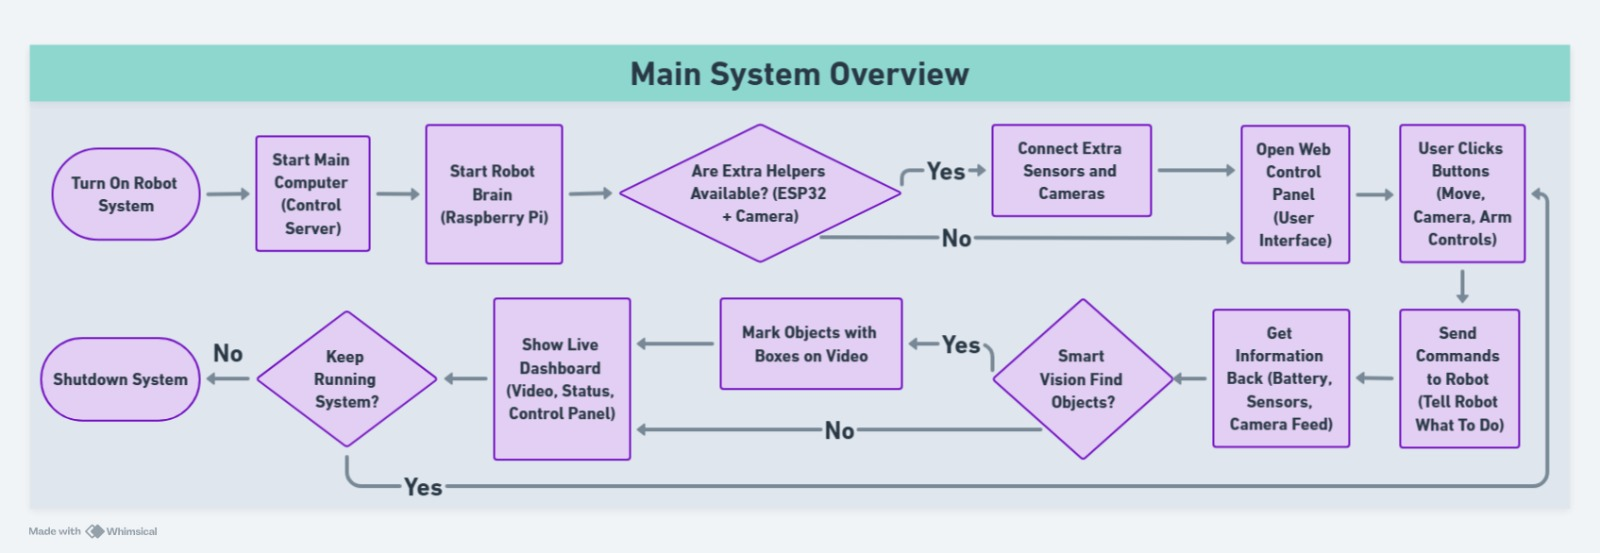 Main System Overview
Turn On Robot
System
Start Main
Computer
(Control
Server)
Start Robot
Brain
(Raspberry Pi)
Are Extra Helpers
Available? (ESP32
+ Camera)
Yes
No
Connect Extra
Sensors and
Cameras
Open Web
Control
Panel
(User
Interface)
User Clicks
Buttons
(Move,
Camera, Arm
Controls)
Send
Commands
to Robot
(Tell Robot
What To Do)
Get
Information
Back (Battery,
Sensors,
Camera Feed)
Smart
Vision Find
Objects?
Yes
No
Mark Objects with
Boxes on Video
Show Live
Dashboard
(Video, Status,
Control Panel)
Keep
Running
System?
No
Yes
Shutdown System
Made with Whimsical